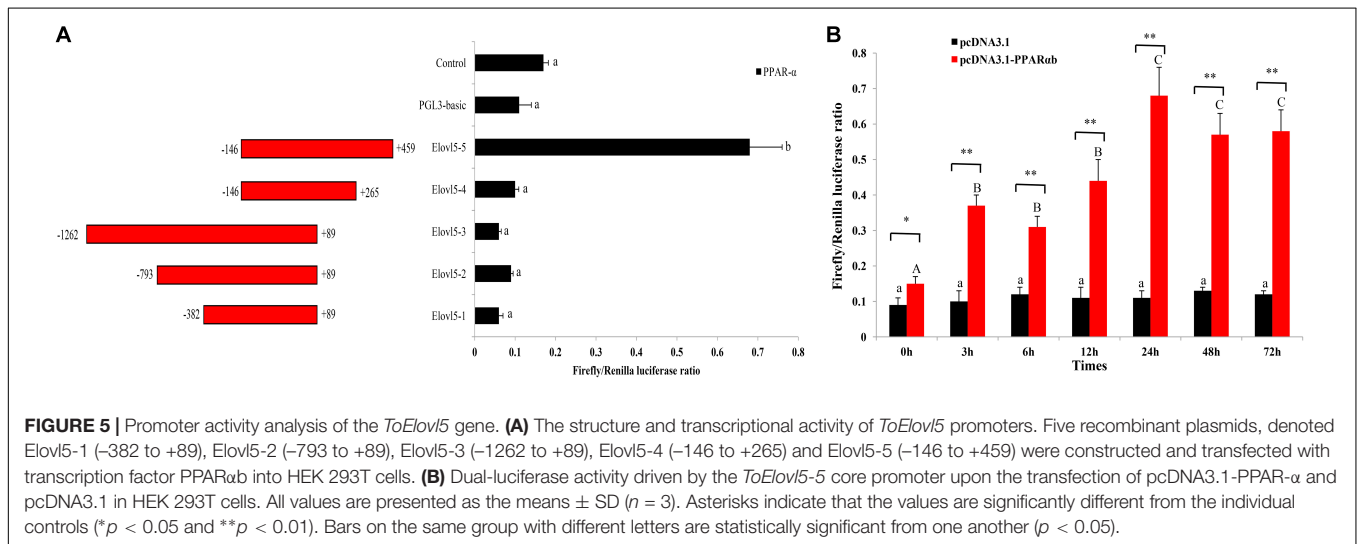 A
Control
PGL3-basic
Elovl5-5
Elovl5-4
Elovl5-3
Elovl5-2
Elovl5-1
-146
+459
-146
+265
-1262
+89
-793
+89
-382
+89
a
a
b
a
a
a
a
PPAR-α
0
0.1
0.2
0.3
0.4
0.5
0.6
0.7
0.8
Firefly/Renilla luciferase ratio
B
pcDNA3.1
pcDNA3.1-PPARαb
Firefly/Renilla luciferase ratio
0.8
0.7
0.6
0.5
0.4
0.3
0.2
0.1
0
*
**
**
**
**
**
**
a
A
a
B
a
B
a
B
a
C
a
C
a
C
0h
3h
6h
12h
24h
48h
72h
Times
FIGURE 5 | Promoter activity analysis of the ToElovl5 gene. (A) The structure and transcriptional activity of ToElovl5 promoters. Five recombinant plasmids, denoted
Elovl5-1 (–382 to +89), Elovl5-2 (–793 to +89), Elovl5-3 (–1262 to +89), Elovl5-4 (–146 to +265) and Elovl5-5 (–146 to +459) were constructed and transfected with
transcription factor PPARαb into HEK 293T cells. (B) Dual-luciferase activity driven by the ToElovl5-5 core promoter upon the transfection of pcDNA3.1-PPAR-α and
pcDNA3.1 in HEK 293T cells. All values are presented as the means ± SD (n = 3). Asterisks indicate that the values are significantly different from the individual
controls (*p < 0.05 and **p < 0.01). Bars on the same group with different letters are statistically significant from one another (p < 0.05).